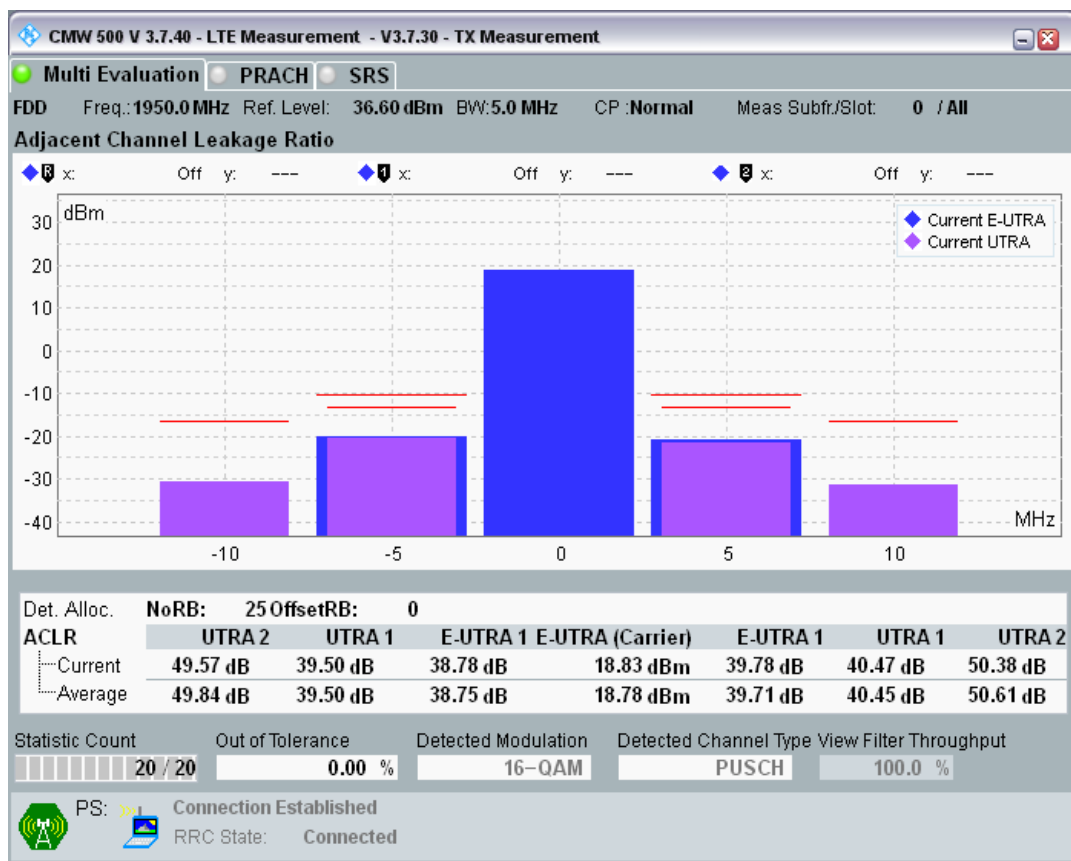 CMW 500 V 3.7.40 - LTE Measurement - V3.7.30 - TX Measurement
Multi Evaluation PRACH SRS
FDD Freq.: 1950.0 MHz Ref. Level: 36.60 dBm BW: 5.0 MHz CP : Normal Meas Subfr./Slot: 0 / All
Adjacent Channel Leakage Ratio
R x: Off y: --- 1 x: Off y: --- 2 x: Off y: ---
dBm
Current E-UTRA
Current UTRA
30
20
10
0
-10
-20
-30
-40
MHz
-10 -5 0 5 10
Det. Alloc. NoRB: 25 OffsetRB: 0
ACLR UTRA 2 UTRA 1 E-UTRA 1 E-UTRA (Carrier) E-UTRA 1 UTRA 1 UTRA 2
Current 49.57 dB 39.50 dB 38.78 dB 18.83 dBm 39.78 dB 40.47 dB 50.38 dB
Average 49.84 dB 39.50 dB 38.75 dB 18.78 dBm 39.71 dB 40.45 dB 50.61 dB
Statistic Count Out of Tolerance Detected Modulation Detected Channel Type View Filter Throughput
20 / 20 0.00 % 16-QAM PUSCH 100.0 %
PS: Connection Established
RRC State: Connected